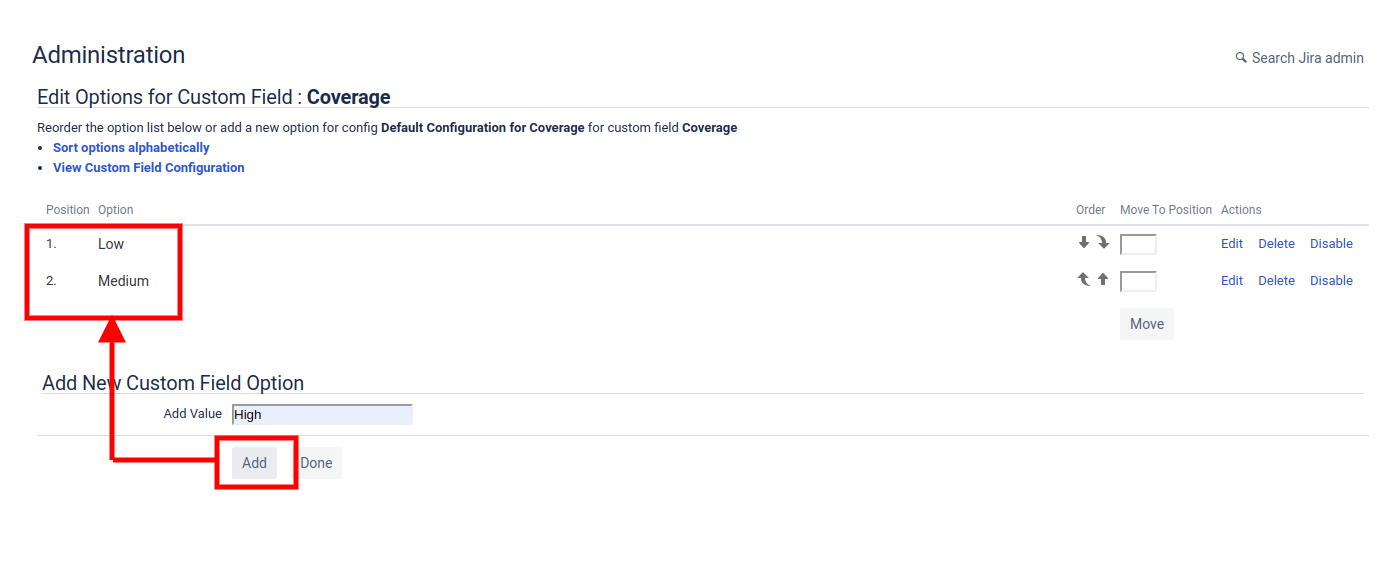 Administration
Search Jira admin
Edit Options for Custom Field : Coverage
Reorder the option list below or add a new option for config Default Configuration for Coverage for custom field Coverage
• Sort options alphabetically
• View Custom Field Configuration
Position Option Order Move To Position Actions
1. Low Edit Delete Disable
2. Medium Edit Delete Disable
Move
Add New Custom Field Option
Add Value High
Add Done